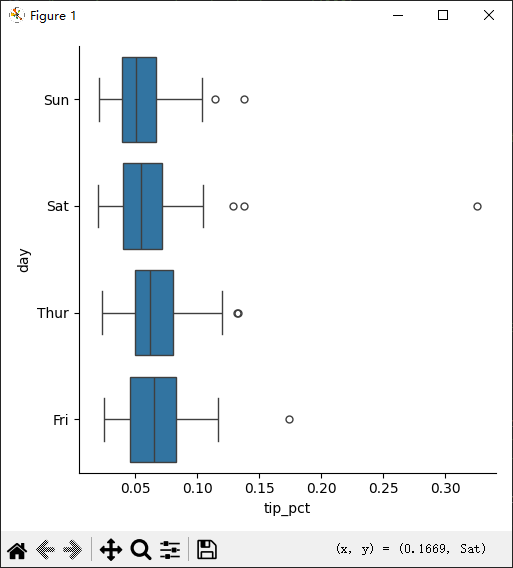 Figure 1
Sun
Sat
Thur
Fri
day
0.05 0.10 0.15 0.20 0.25 0.30
tip_pct
(x, y) = (0.1669, Sat)